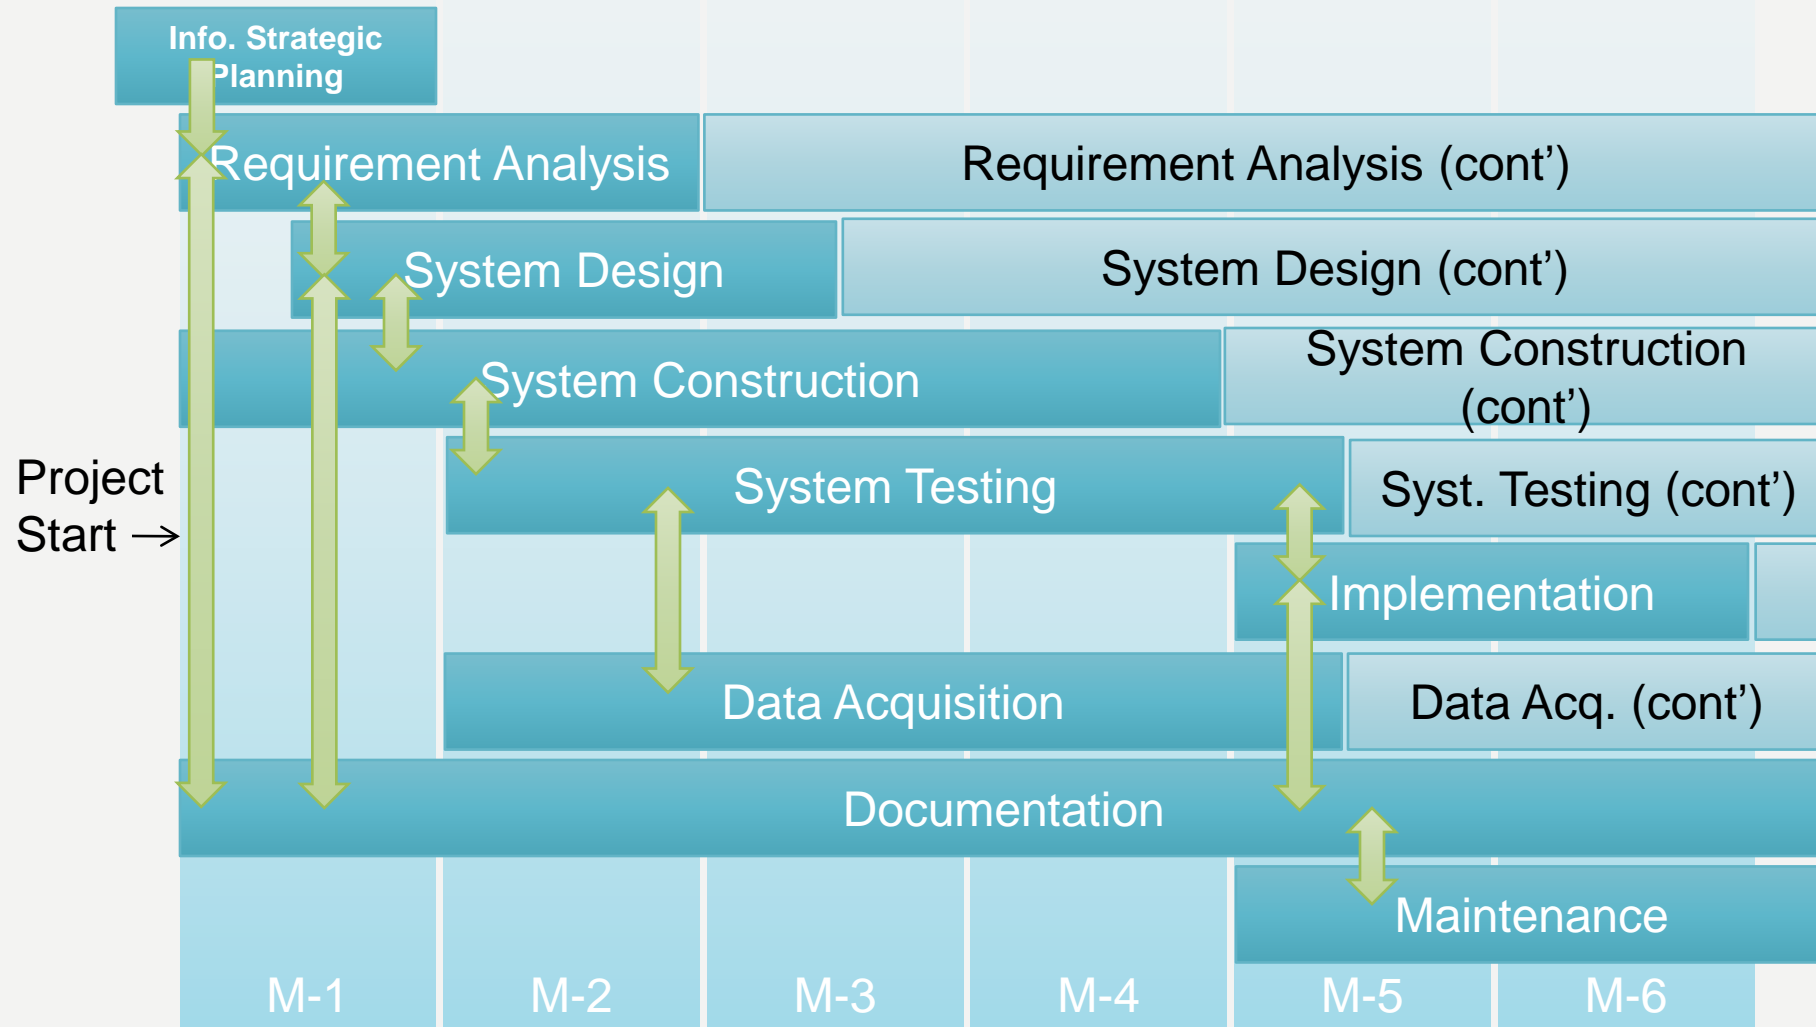 Info. Strategic
Planning
Requirement Analysis
Requirement Analysis (cont’)
System Design
System Design (cont’)
System Construction
System Construction
(cont’)
Project
Start →
System Testing
Syst. Testing (cont’)
Implementation
Data Acquisition
Data Acq. (cont’)
Documentation
Maintenance
M-1
M-2
M-3
M-4
M-5
M-6